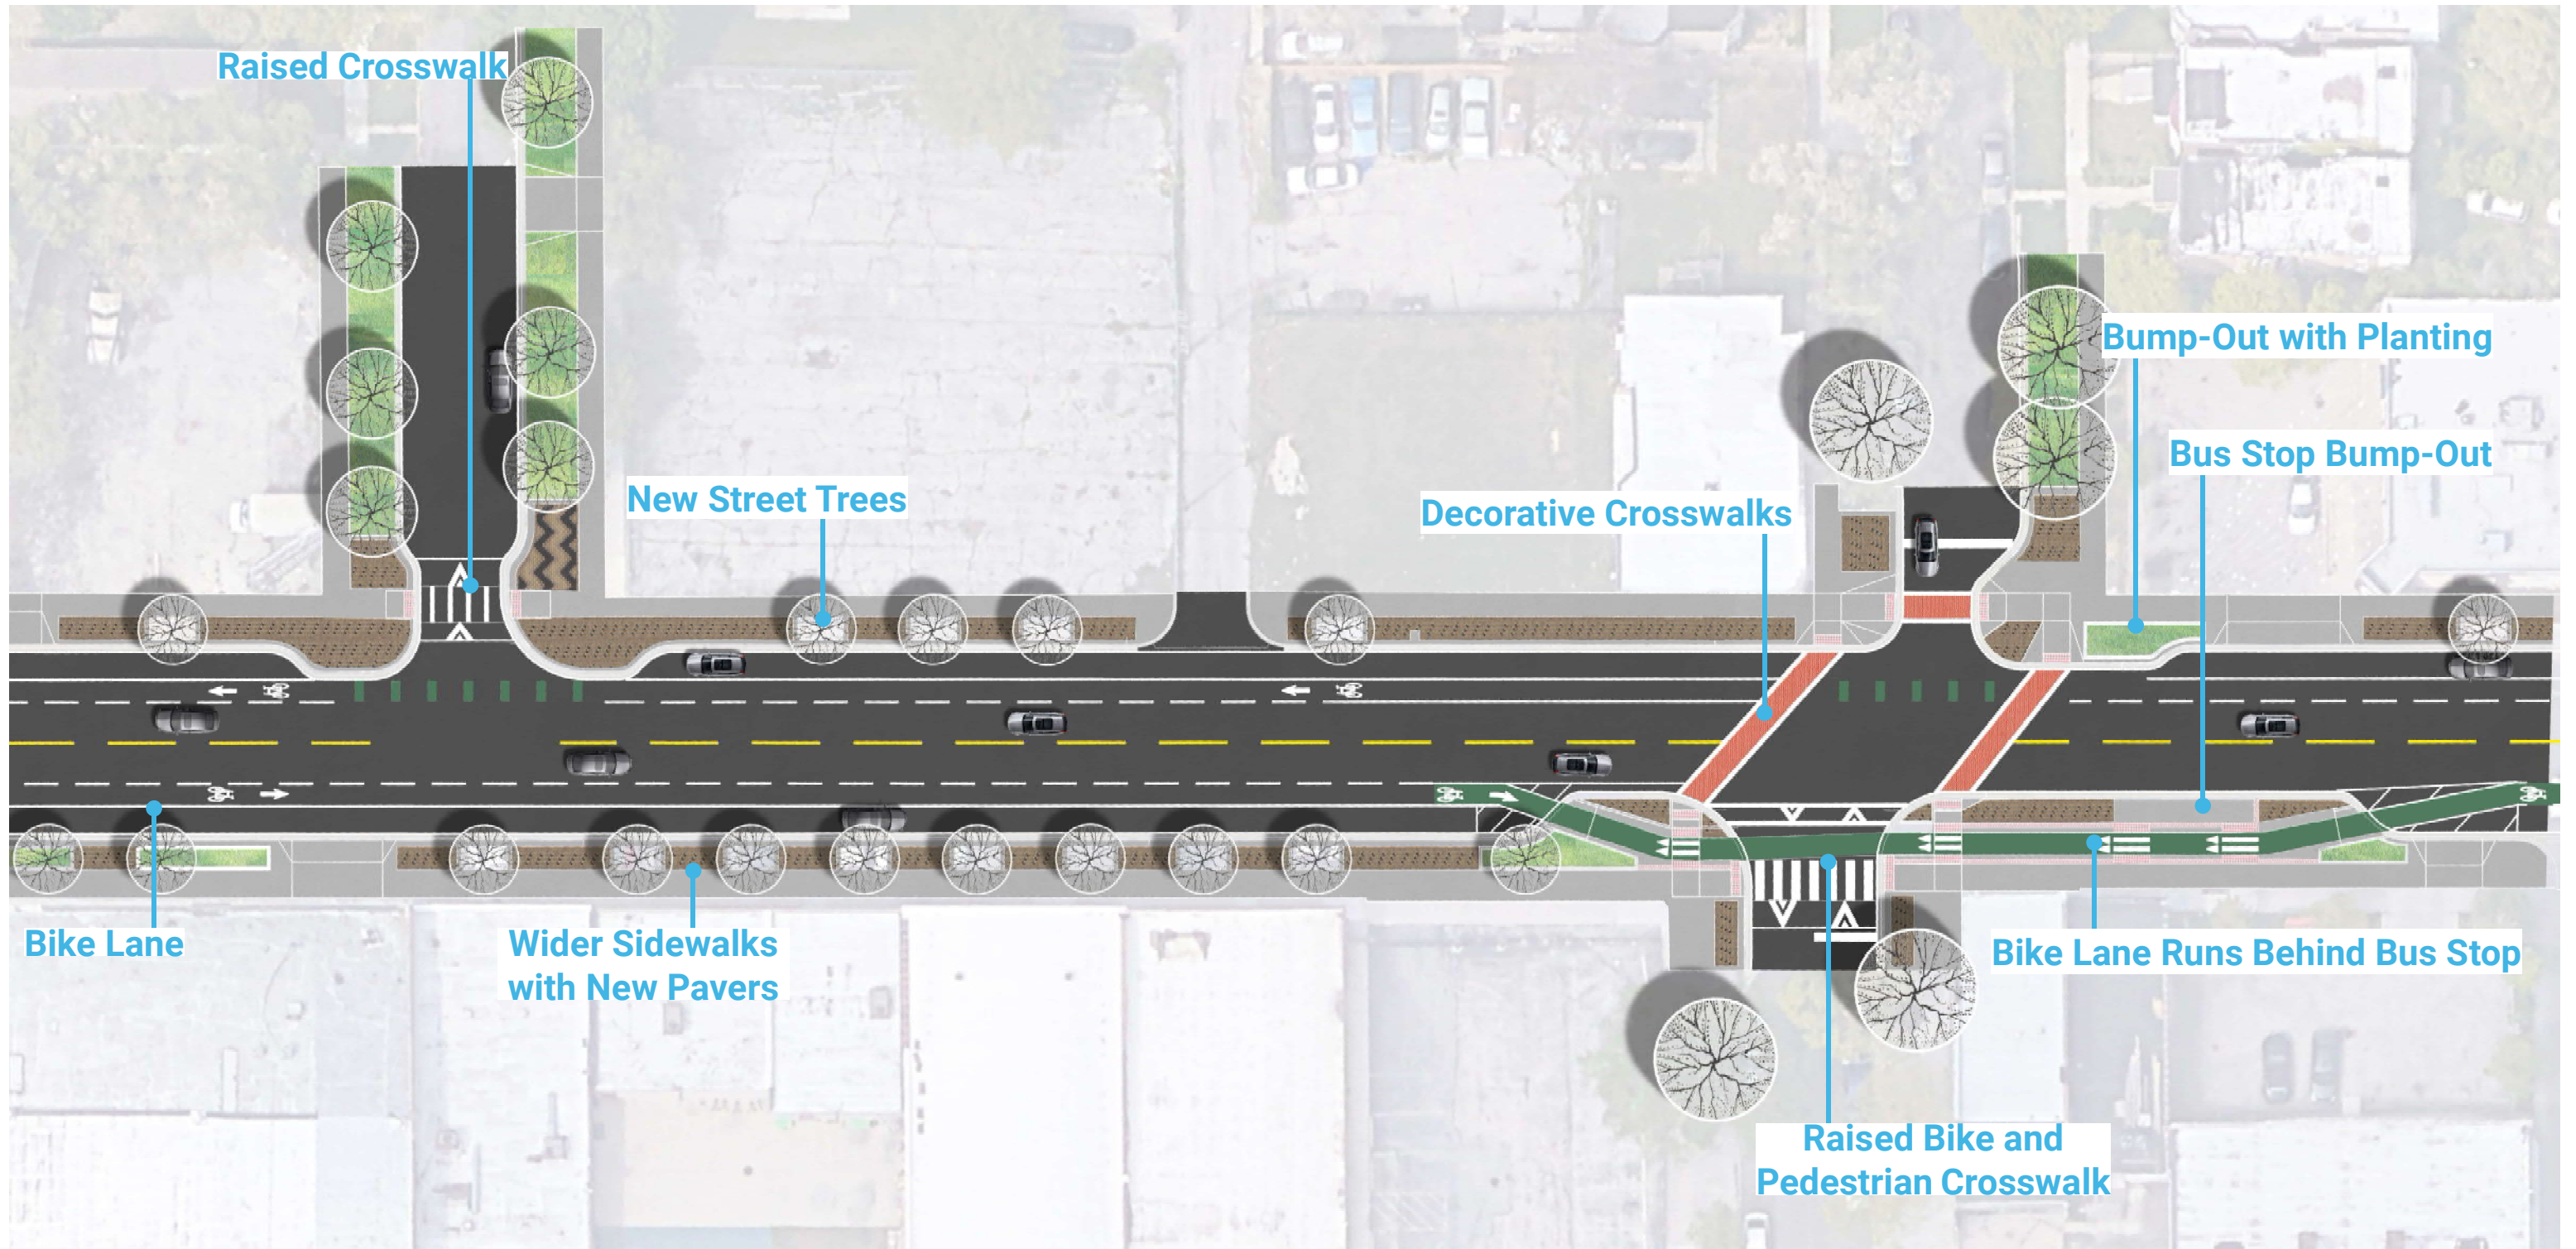 Raised Crosswalk
Bump-Out with Planting
Bus Stop Bump-Out
New Street Trees
Decorative Crosswalks
Bike Lane
Wider Sidewalks
with New Pavers
Bike Lane Runs Behind Bus Stop
Raised Bike and
Pedestrian Crosswalk